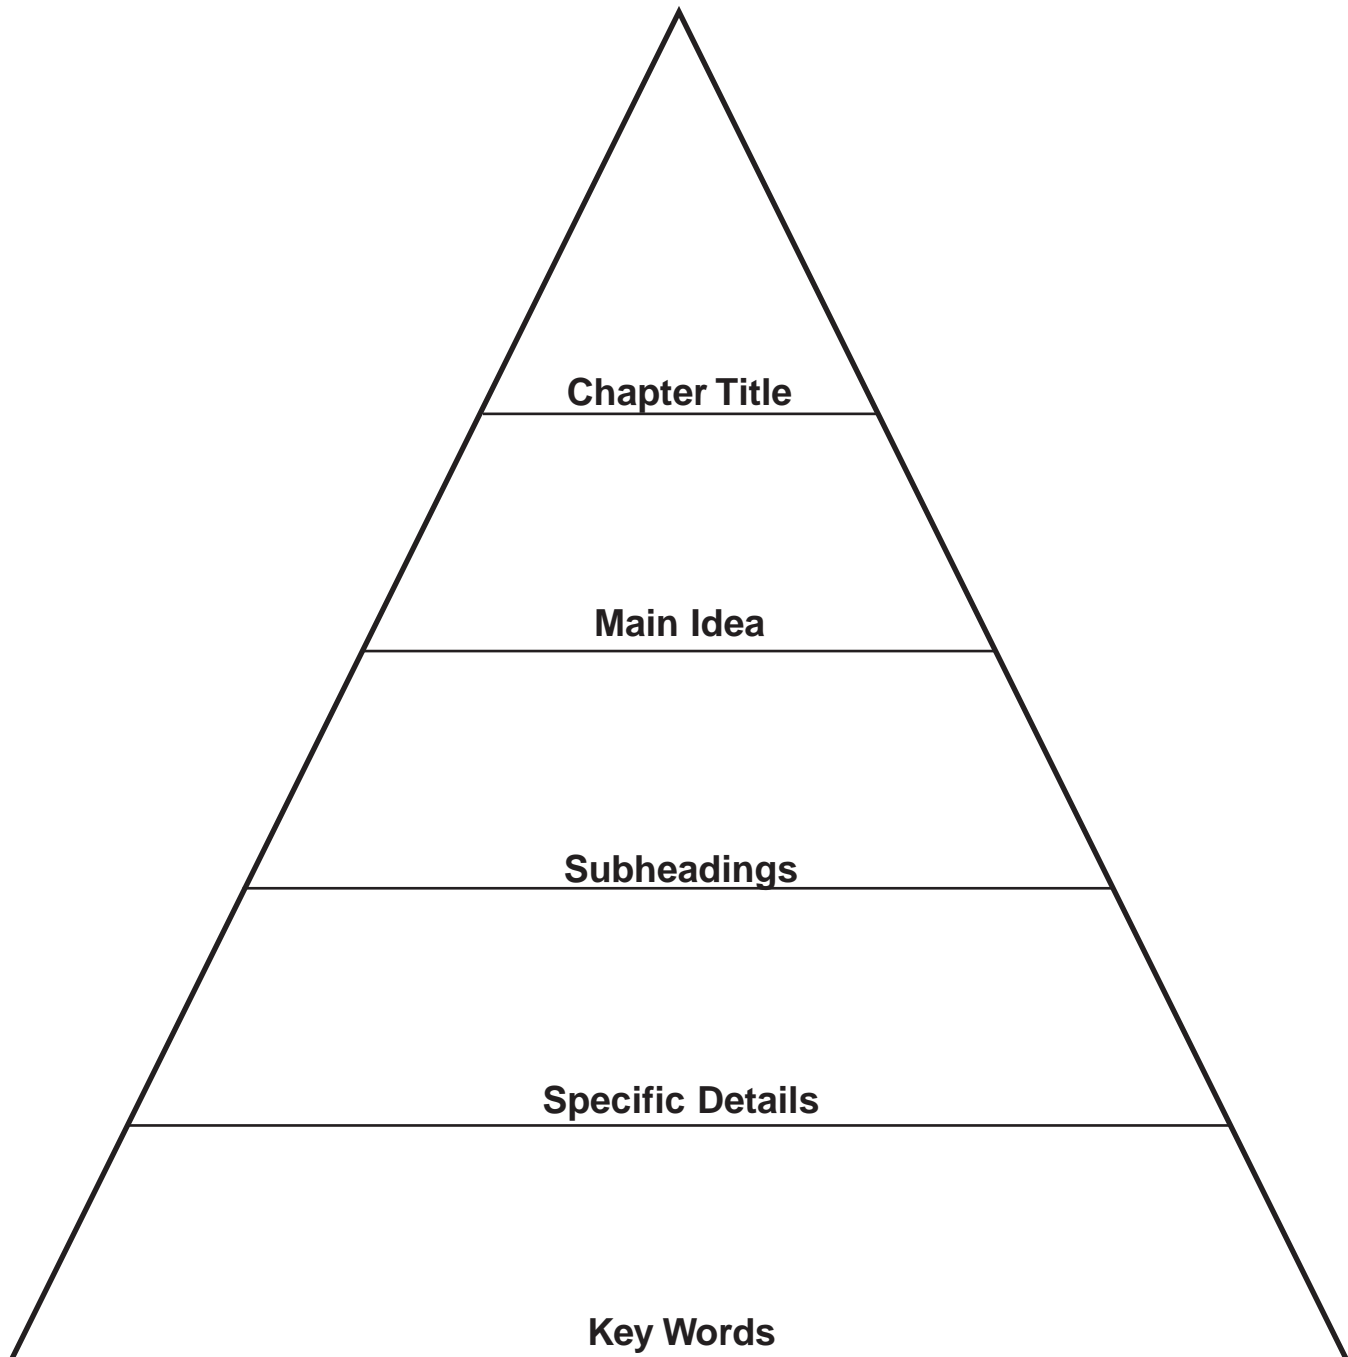 Chapter Title
Main Idea
Subheadings
Specific Details
Key Words